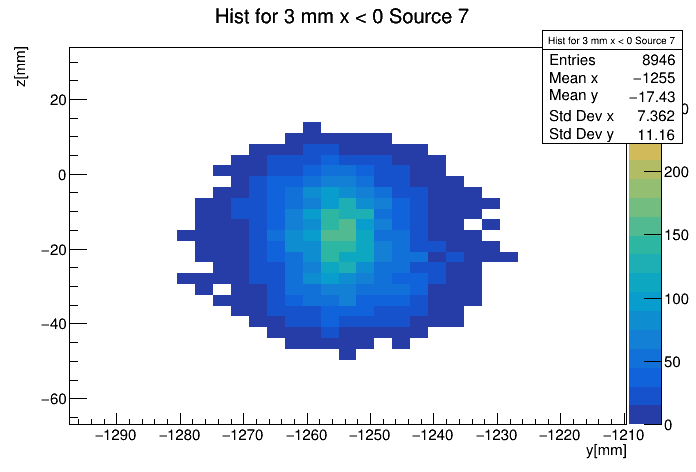 Hist for 3 mm x < 0 Source 7
Hist for 3 mm x < 0 Source 7
Entries 8946
Mean x −1255
Mean y −17.43
Std Dev x 7.362
Std Dev y 11.16
z[mm]
20
0
−20
−40
−60
−1290 −1280 −1270 −1260 −1250 −1240 −1230 −1220 −1210
y[mm]
200
150
100
50
0